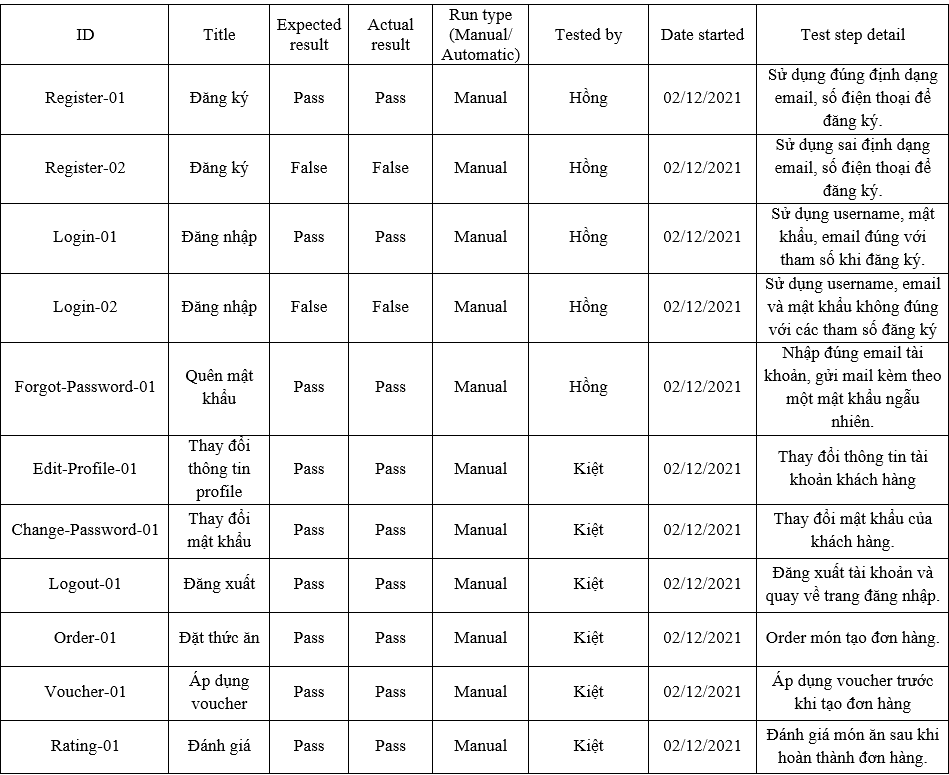 ID
Title
Expected
result
Actual
result
Run type
(Manual/
Automatic)
Tested by
Date started
Test step detail
Register-01
Đăng ký
Pass
Pass
Manual
Hồng
02/12/2021
Sử dụng đúng định dạng
email, số điện thoại để
đăng ký.
Register-02
Đăng ký
False
False
Manual
Hồng
02/12/2021
Sử dụng sai định dạng
email, số điện thoại để
đăng ký.
Login-01
Đăng nhập
Pass
Pass
Manual
Hồng
02/12/2021
Sử dụng username, mật
khẩu, email đúng với
tham số khi đăng ký.
Login-02
Đăng nhập
False
False
Manual
Hồng
02/12/2021
Sử dụng username, email
và mật khẩu không đúng
với các tham số đăng ký
Forgot-Password-01
Quên mật
khẩu
Pass
Pass
Manual
Hồng
02/12/2021
Nhập đúng email tài
khoản, gửi mail kèm theo
một mật khẩu ngẫu
nhiên.
Edit-Profile-01
Thay đổi
thông tin
profile
Pass
Pass
Manual
Kiệt
02/12/2021
Thay đổi thông tin tài
khoản khách hàng
Change-Password-01
Thay đổi
mật khẩu
Pass
Pass
Manual
Kiệt
02/12/2021
Thay đổi mật khẩu của
khách hàng.
Logout-01
Đăng xuất
Pass
Pass
Manual
Kiệt
02/12/2021
Đăng xuất tài khoản và
quay về trang đăng nhập.
Order-01
Đặt thức ăn
Pass
Pass
Manual
Kiệt
02/12/2021
Order món tạo đơn hàng.
Voucher-01
Áp dụng
voucher
Pass
Pass
Manual
Kiệt
02/12/2021
Áp dụng voucher trước
khi tạo đơn hàng
Rating-01
Đánh giá
Pass
Pass
Manual
Kiệt
02/12/2021
Đánh giá món ăn sau khi
hoàn thành đơn hàng.